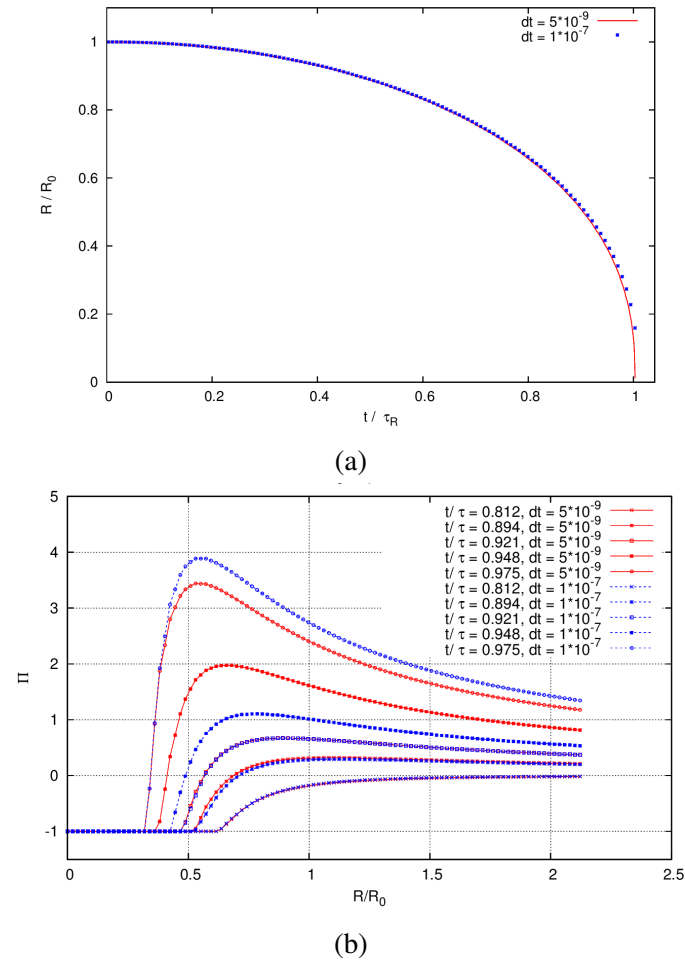 dt = 5*10^-9
dt = 1*10^-7
1
0.8
0.6
0.4
0.2
0
R / R_0
0 0.2 0.4 0.6 0.8 1
t / τ_R
(a)
5
4
3
2
1
0
-1
Π
t/ τ = 0.812, dt = 5*10^-9
t/ τ = 0.894, dt = 5*10^-9
t/ τ = 0.921, dt = 5*10^-9
t/ τ = 0.948, dt = 5*10^-9
t/ τ = 0.975, dt = 5*10^-9
t/ τ = 0.812, dt = 1*10^-7
t/ τ = 0.894, dt = 1*10^-7
t/ τ = 0.921, dt = 1*10^-7
t/ τ = 0.948, dt = 1*10^-7
t/ τ = 0.975, dt = 1*10^-7
0 0.5 1 1.5 2 2.5
R/R_0
(b)